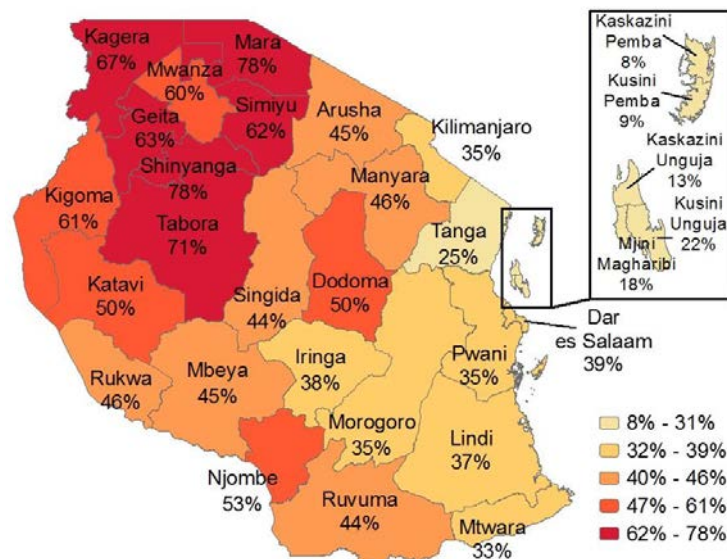 Kagera
67%
Mara
78%
Mwanza
60%
Geita
63%
Simiyu
62%
Shinyanga
78%
Arusha
45%
Kilimanjaro
35%
Kigoma
61%
Tabora
71%
Manyara
46%
Tanga
25%
Katavi
50%
Singida
44%
Dodoma
50%
Dar
es Salaam
39%
Rukwa
46%
Mbeya
45%
Iringa
38%
Pwani
35%
Morogoro
35%
Lindi
37%
Njombe
53%
Ruvuma
44%
Mtwara
33%
Kaskazini
Pemba
8%
Kusini
Pemba
9%
Kaskazini
Unguja
13%
Kusini
Unguja
22%
Mjini
Magharibi
18%
8% - 31%
32% - 39%
40% - 46%
47% - 61%
62% - 78%